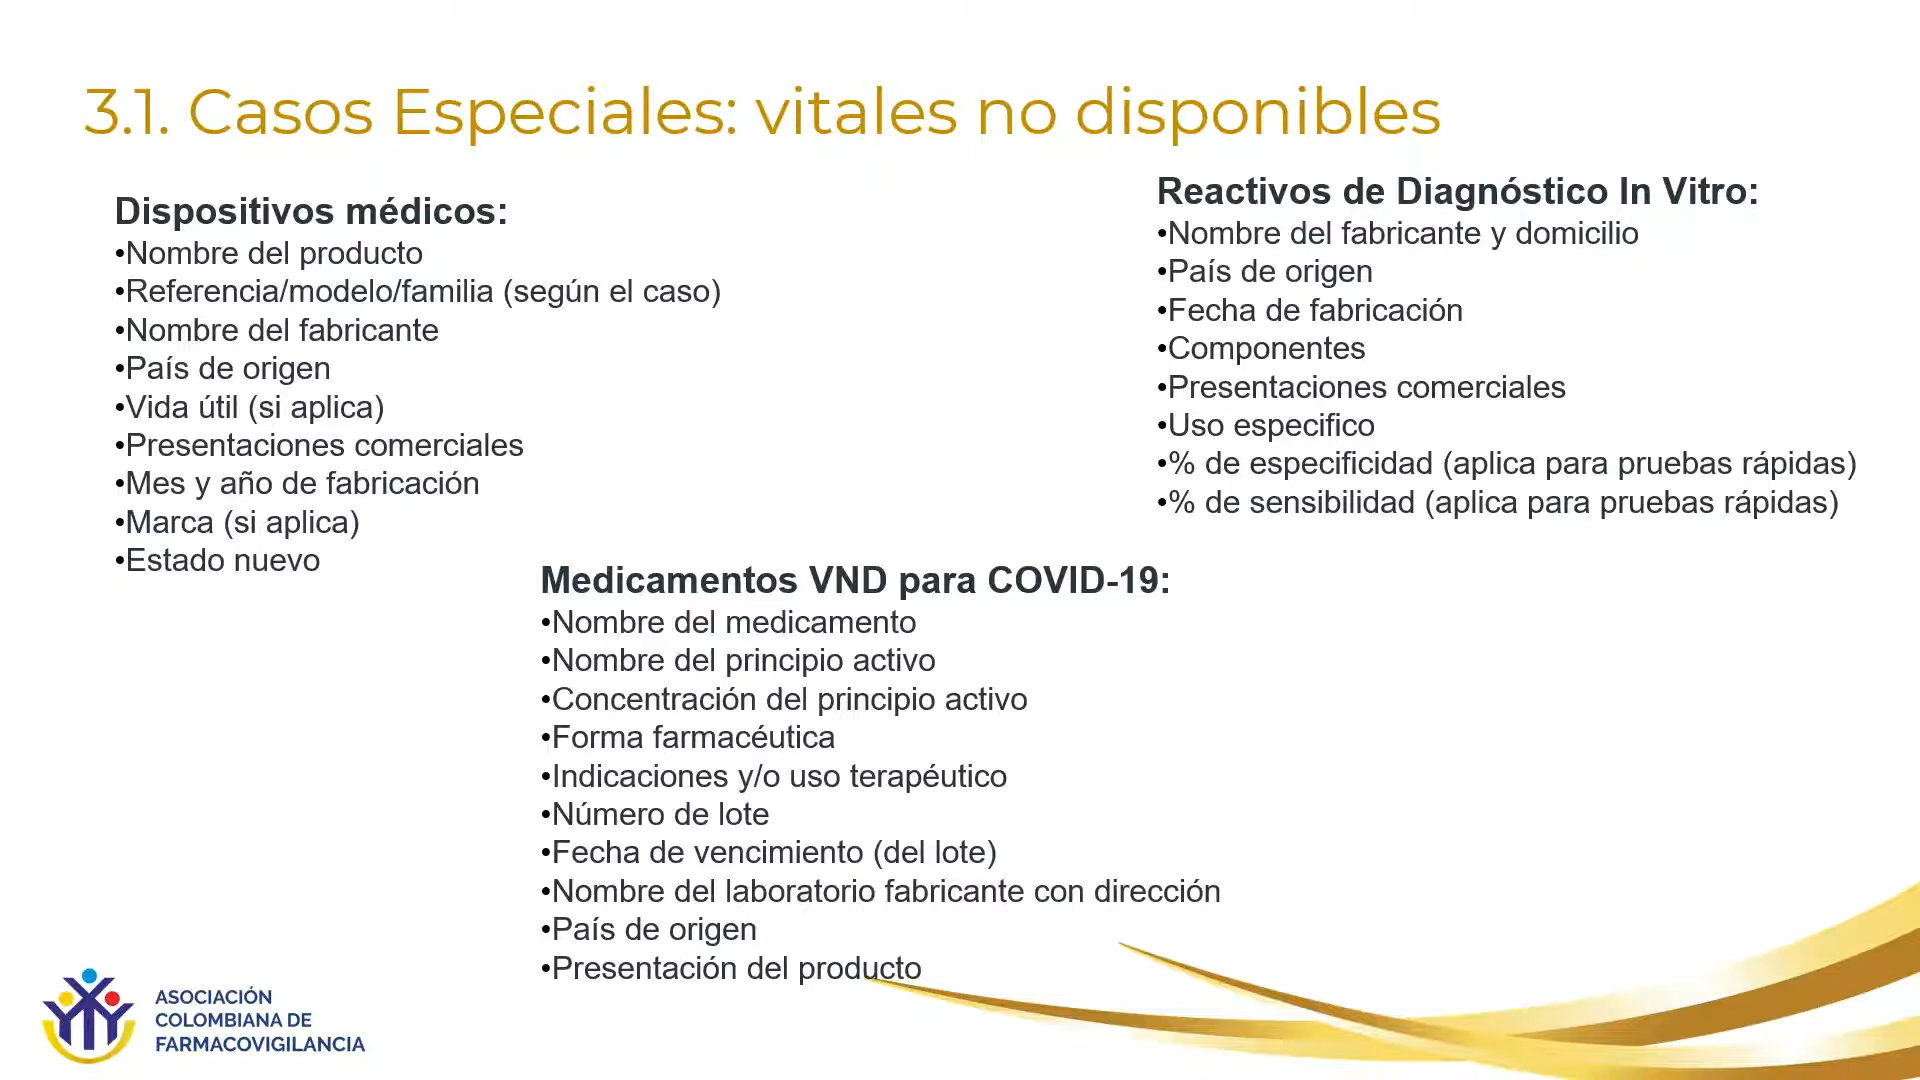 3.1. Casos Especiales: vitales no disponibles
Dispositivos médicos:
•Nombre del producto
•Referencia/modelo/familia (según el caso)
•Nombre del fabricante
•País de origen
•Vida útil (si aplica)
•Presentaciones comerciales
•Mes y año de fabricación
•Marca (si aplica)
•Estado nuevo
Reactivos de Diagnóstico In Vitro:
•Nombre del fabricante y domicilio
•País de origen
•Fecha de fabricación
•Componentes
•Presentaciones comerciales
•Uso especifico
•% de especificidad (aplica para pruebas rápidas)
•% de sensibilidad (aplica para pruebas rápidas)
Medicamentos VND para COVID-19:
•Nombre del medicamento
•Nombre del principio activo
•Concentración del principio activo
•Forma farmacéutica
•Indicaciones y/o uso terapéutico
•Número de lote
•Fecha de vencimiento (del lote)
•Nombre del laboratorio fabricante con dirección
•País de origen
•Presentación del producto
ASOCIACIÓN
COLOMBIANA DE
FARMACOVIGILANCIA